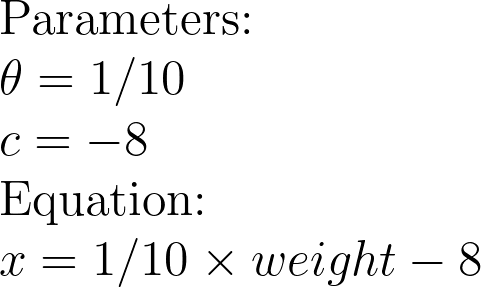 Parameters:
θ = 1/10
c = −8
Equation:
x = 1/10 × weight − 8